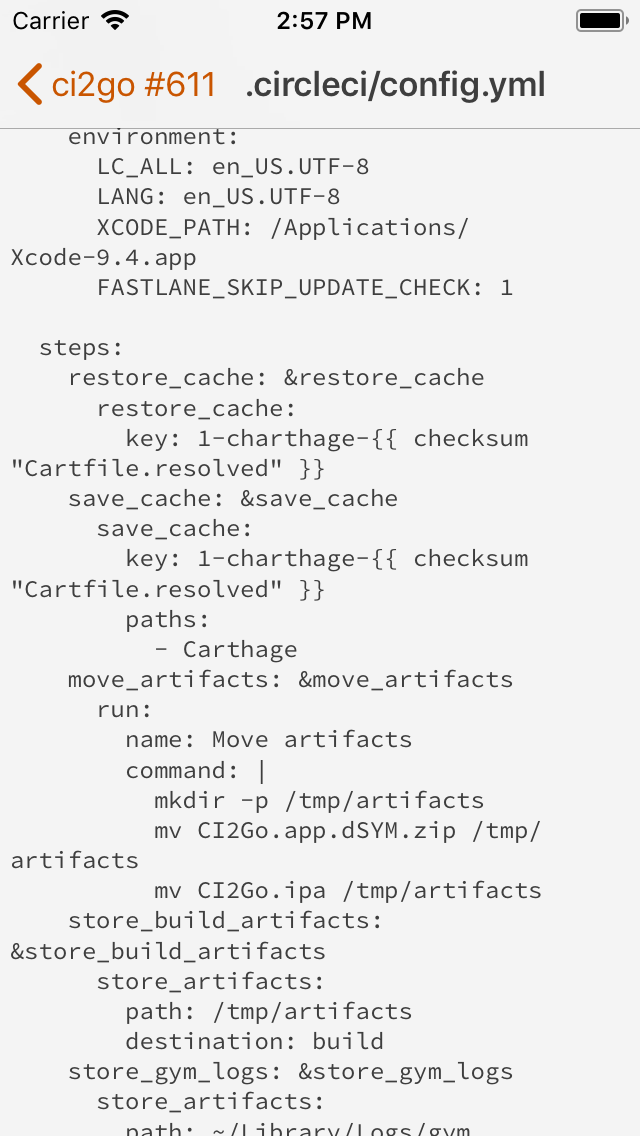 Carrier 2:57 PM
ci2go #611 .circleci/config.yml
    environment:
      LC_ALL: en_US.UTF-8
      LANG: en_US.UTF-8
      XCODE_PATH: /Applications/
Xcode-9.4.app
      FASTLANE_SKIP_UPDATE_CHECK: 1

  steps:
    restore_cache: &restore_cache
      restore_cache:
        key: 1-charthage-{{ checksum
"Cartfile.resolved" }}
    save_cache: &save_cache
      save_cache:
        key: 1-charthage-{{ checksum
"Cartfile.resolved" }}
        paths:
          - Carthage
    move_artifacts: &move_artifacts
      run:
        name: Move artifacts
        command: |
          mkdir -p /tmp/artifacts
          mv CI2Go.app.dSYM.zip /tmp/
artifacts
          mv CI2Go.ipa /tmp/artifacts
    store_build_artifacts:
&store_build_artifacts
      store_artifacts:
        path: /tmp/artifacts
        destination: build
    store_gym_logs: &store_gym_logs
      store_artifacts:
        path: ~/Library/Logs/gym